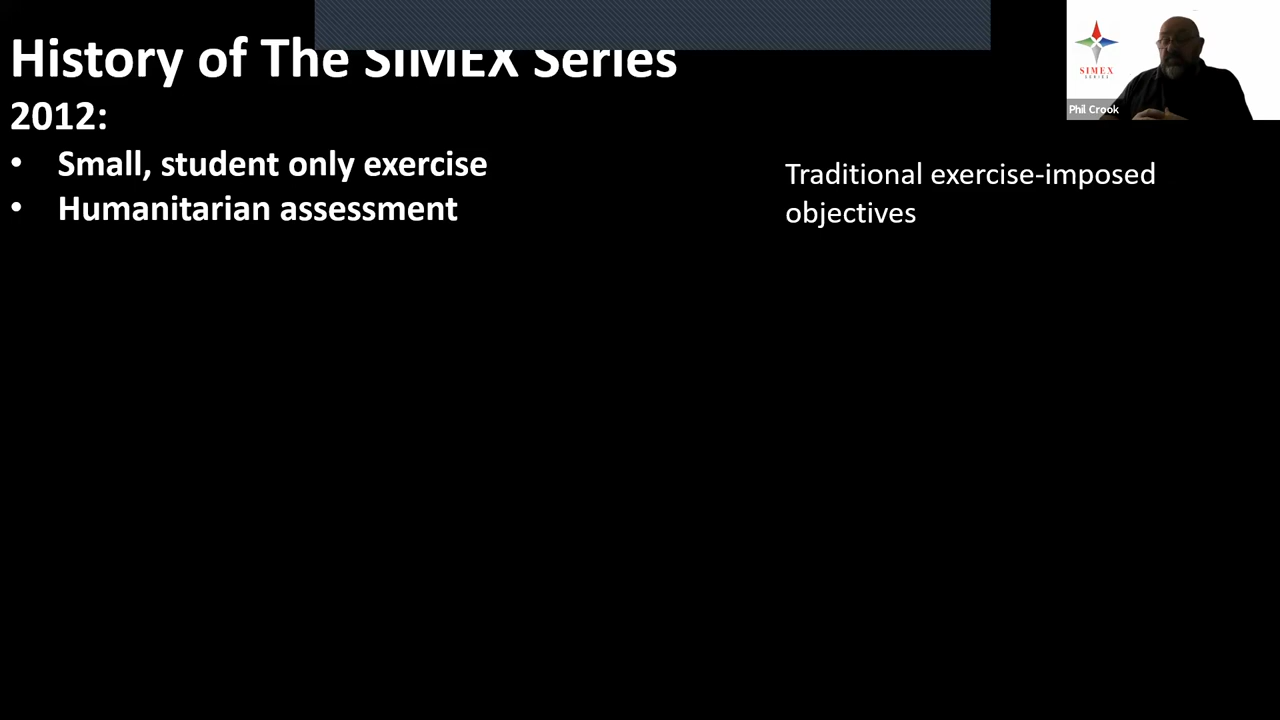 History of The SIMEX Series
2012:
• Small, student only exercise
• Humanitarian assessment
Traditional exercise-imposed
objectives
SIMEX
SERIES
Phil Crook